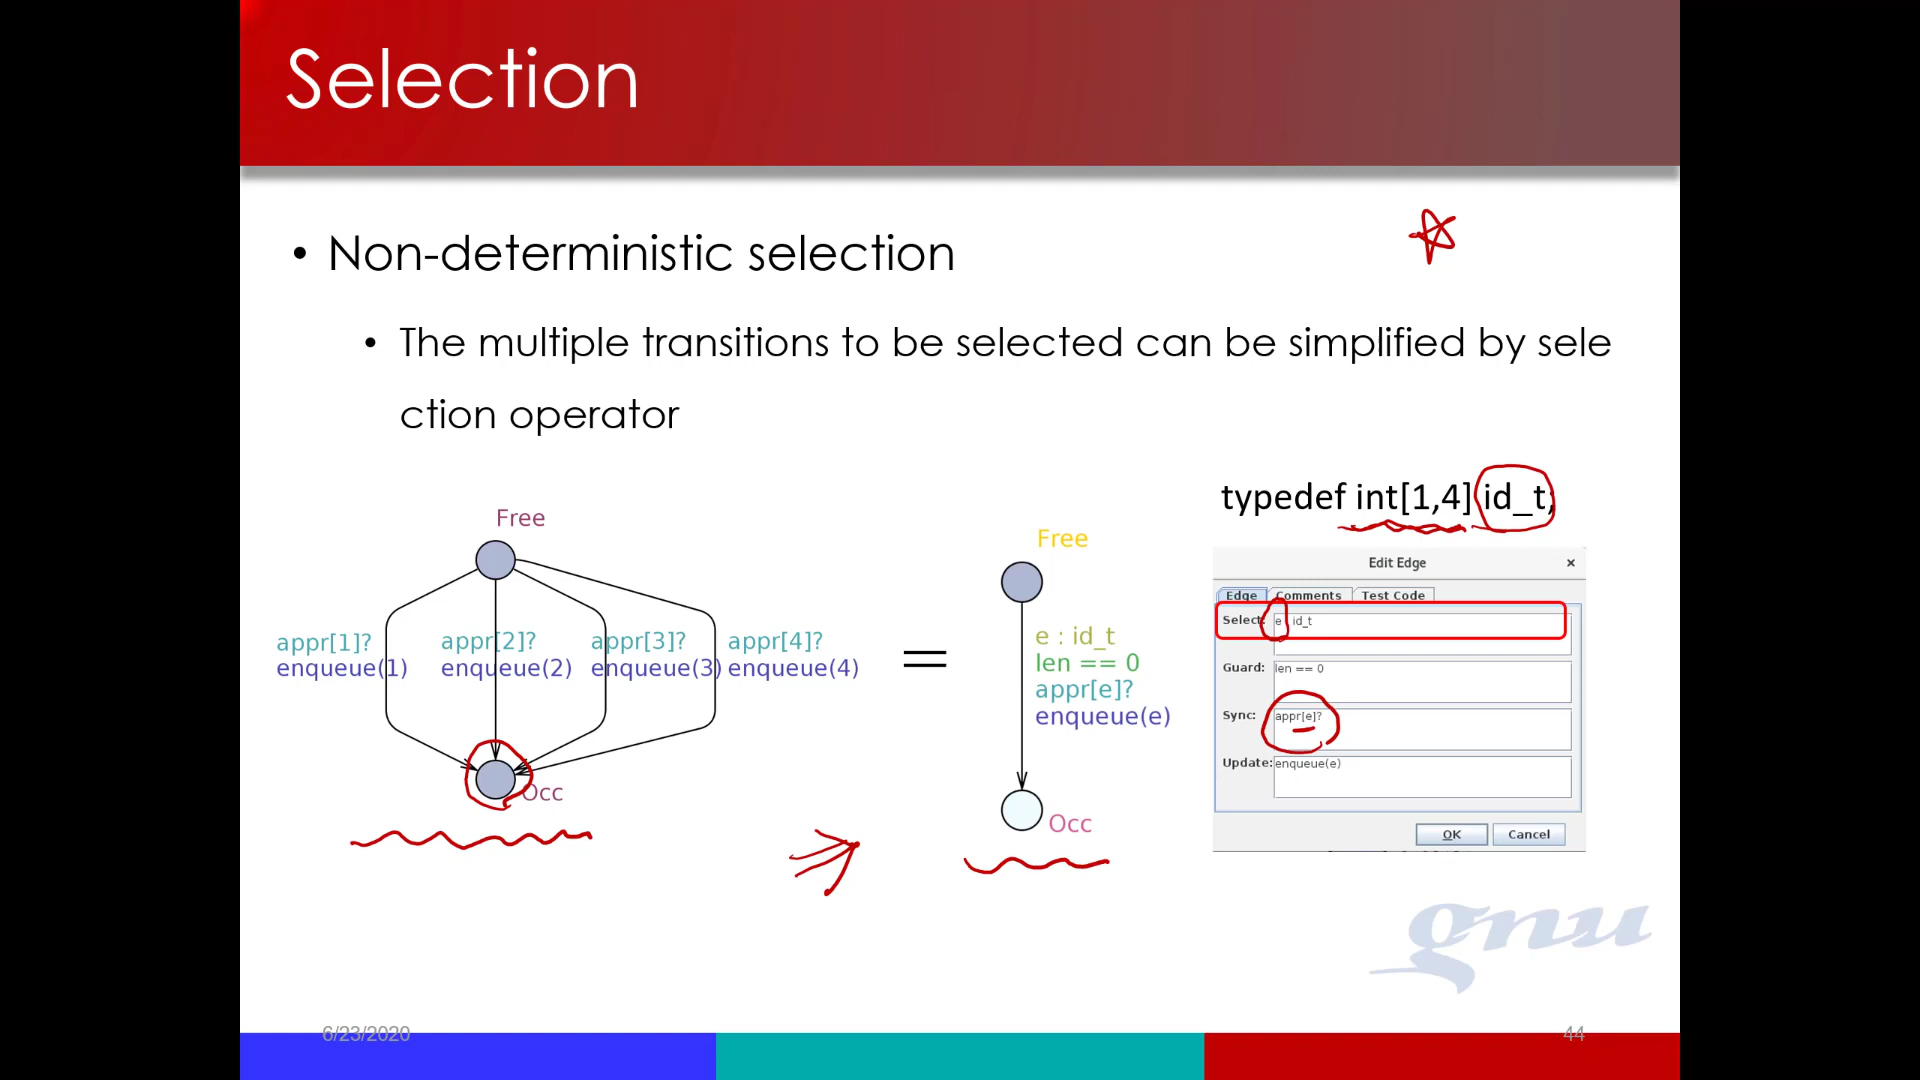 Selection
• Non-deterministic selection
• The multiple transitions to be selected can be simplified by sele
ction operator
typedef int[1,4] id_t;
Free
appr[1]? appr[2]? appr[3]? appr[4]?
enqueue(1) enqueue(2) enqueue(3) enqueue(4)
Occ
=
Free
e : id_t
len == 0
appr[e]?
enqueue(e)
Occ
Edit Edge ×
Edge Comments Test Code
Select: e : id_t
Guard: len == 0
Sync: appr[e]?
Update: enqueue(e)
OK Cancel
gnu
6/23/2020 44